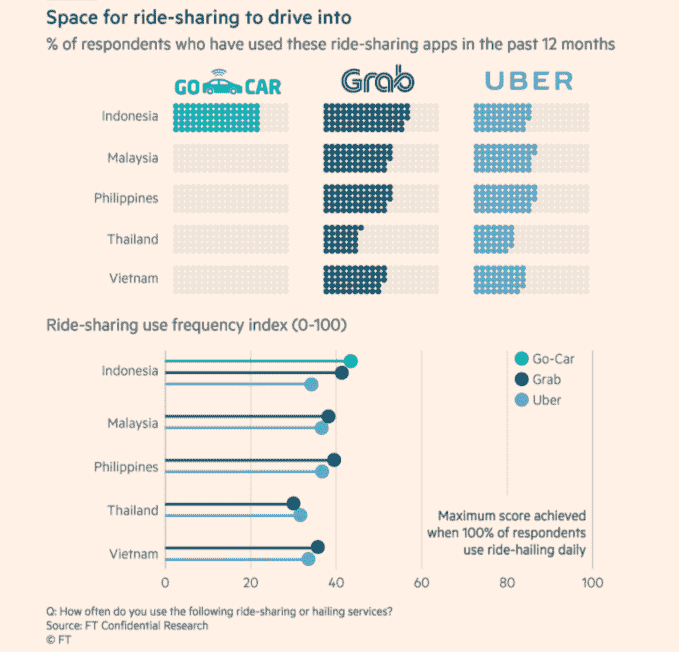 Space for ride-sharing to drive into
% of respondents who have used these ride-sharing apps in the past 12 months
GO CAR Grab UBER
Indonesia
Malaysia
Philippines
Thailand
Vietnam
Ride-sharing use frequency index (0-100)
Indonesia
Malaysia
Philippines
Thailand
Vietnam
Go-Car
Grab
Uber
Maximum score achieved
when 100% of respondents
use ride-hailing daily
0 20 40 60 80 100
Q: How often do you use the following ride-sharing or hailing services?
Source: FT Confidential Research
© FT